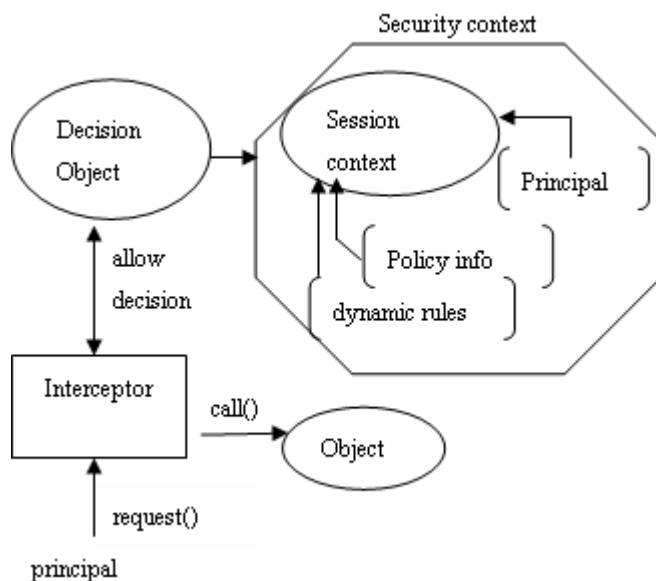 Security context
Decision
Object
Session
context
Principal
allow
decision
Policy info
dynamic rules
Interceptor
call()
Object
request()
principal